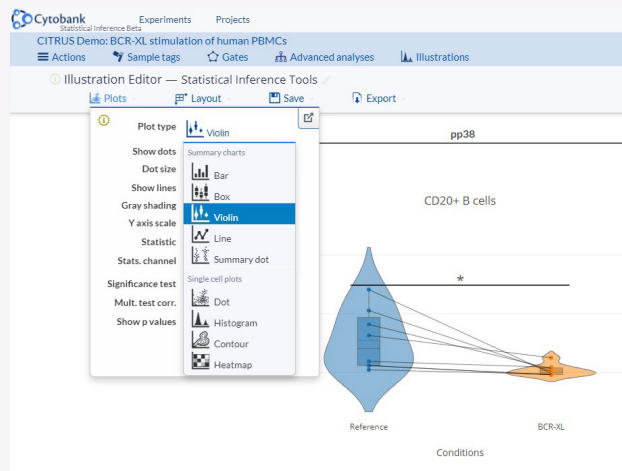 Cytobank
Statistical Inference Beta
Experiments
Projects
CITRUS Demo: BCR-XL stimulation of human PBMCs
Actions
Sample tags
Gates
Advanced analyses
Illustrations
Illustration Editor — Statistical Inference Tools
Plots
Layout
Save
Export
Plot type
Violin
Show dots
Dot size
Show lines
Gray shading
Y axis scale
Statistic
Stats. channel
Significance test
Mult. test corr.
Show p values
Summary charts
Bar
Box
Violin
Line
Summary dot
Single cell plots
Dot
Histogram
Contour
Heatmap
pp38
CD20+ B cells
*
Reference
BCR-XL
Conditions